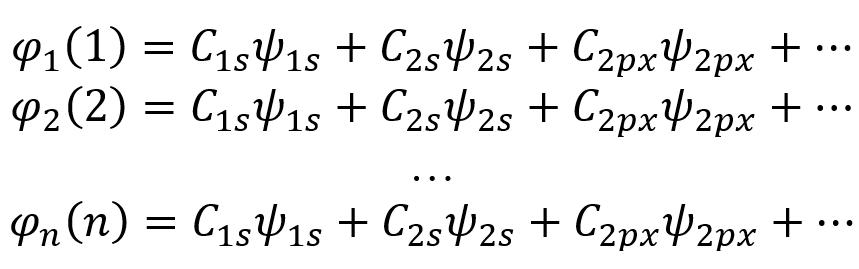 φ₁(1) = C₁ₛψ₁ₛ + C₂ₛψ₂ₛ + C₂ₚₓψ₂ₚₓ + ⋯
φ₂(2) = C₁ₛψ₁ₛ + C₂ₛψ₂ₛ + C₂ₚₓψ₂ₚₓ + ⋯
…
φₙ(n) = C₁ₛψ₁ₛ + C₂ₛψ₂ₛ + C₂ₚₓψ₂ₚₓ + ⋯